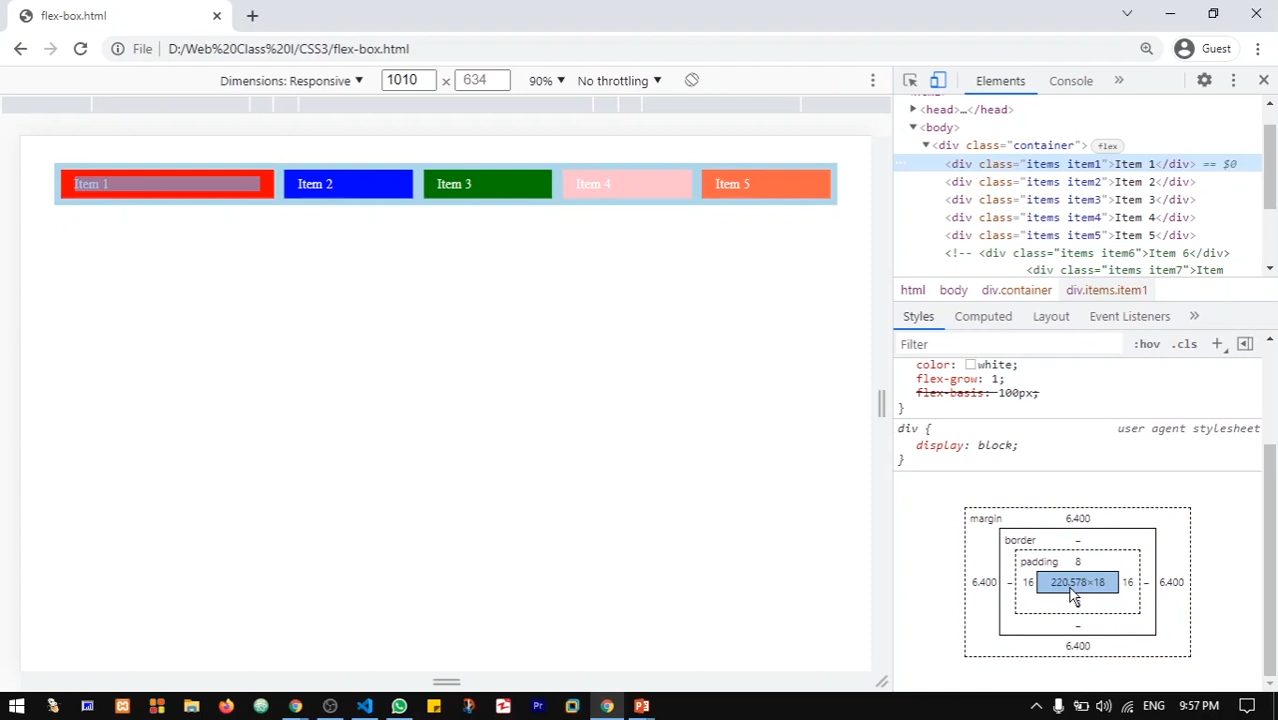 flex-box.html
File D:/Web%20Class%20I/CSS3/flex-box.html
Guest
Dimensions: Responsive 1010 × 634 90% No throttling
Elements Console »
<head>…</head>
<body>
<div class="container"> flex
<div class="items item1">Item 1</div> == $0
<div class="items item2">Item 2</div>
<div class="items item3">Item 3</div>
<div class="items item4">Item 4</div>
<div class="items item5">Item 5</div>
<!-- <div class="items item6">Item 6</div>
<div class="items item7">Item
html body div.container div.items.item1
Styles Computed Layout Event Listeners »
Filter :hov .cls +
color: white;
flex-grow: 1;
flex-basis: 100px;
}
div { user agent stylesheet
display: block;
}
margin 6.400
border –
padding 8
6.400 – 16 220.578×18 16 – 6.400
–
6.400
Item 1 Item 2 Item 3 Item 4 Item 5
9:57 PM